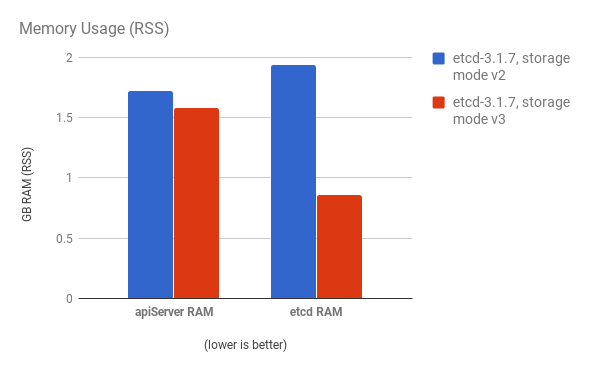 Memory Usage (RSS)
GB RAM (RSS)
2
1.5
1
0.5
0
apiServer RAM
etcd RAM
(lower is better)
etcd-3.1.7, storage
mode v2
etcd-3.1.7, storage
mode v3